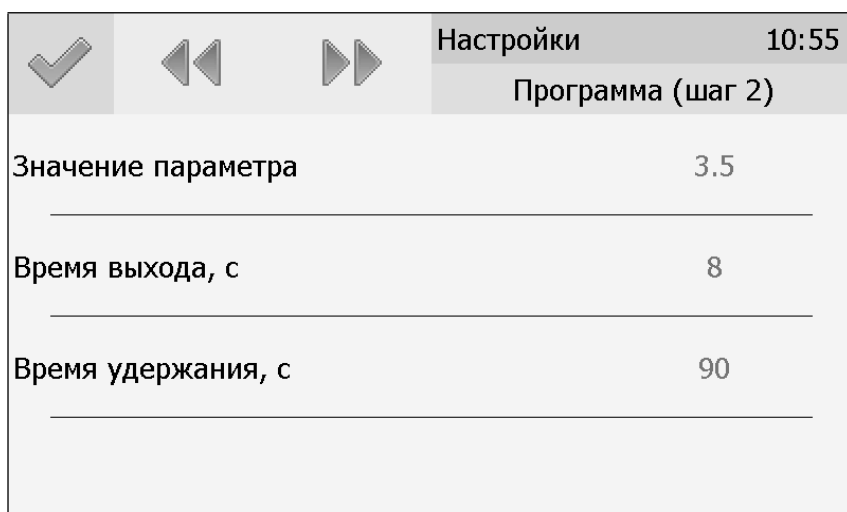 Настройки 10:55
Программа (шаг 2)
Значение параметра 3.5
Время выхода, с 8
Время удержания, с 90